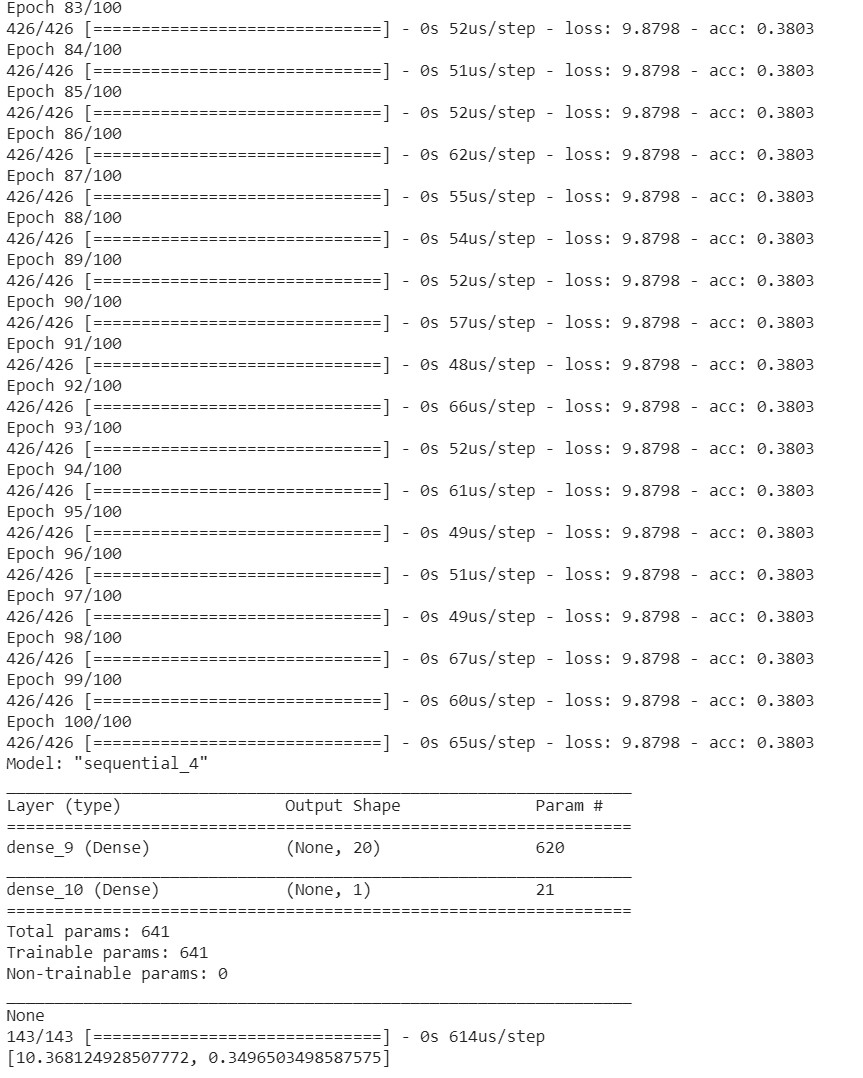 Epoch 83/100
426/426 [==============================] - 0s 52us/step - loss: 9.8798 - acc: 0.3803
Epoch 84/100
426/426 [==============================] - 0s 51us/step - loss: 9.8798 - acc: 0.3803
Epoch 85/100
426/426 [==============================] - 0s 52us/step - loss: 9.8798 - acc: 0.3803
Epoch 86/100
426/426 [==============================] - 0s 62us/step - loss: 9.8798 - acc: 0.3803
Epoch 87/100
426/426 [==============================] - 0s 55us/step - loss: 9.8798 - acc: 0.3803
Epoch 88/100
426/426 [==============================] - 0s 54us/step - loss: 9.8798 - acc: 0.3803
Epoch 89/100
426/426 [==============================] - 0s 52us/step - loss: 9.8798 - acc: 0.3803
Epoch 90/100
426/426 [==============================] - 0s 57us/step - loss: 9.8798 - acc: 0.3803
Epoch 91/100
426/426 [==============================] - 0s 48us/step - loss: 9.8798 - acc: 0.3803
Epoch 92/100
426/426 [==============================] - 0s 66us/step - loss: 9.8798 - acc: 0.3803
Epoch 93/100
426/426 [==============================] - 0s 52us/step - loss: 9.8798 - acc: 0.3803
Epoch 94/100
426/426 [==============================] - 0s 61us/step - loss: 9.8798 - acc: 0.3803
Epoch 95/100
426/426 [==============================] - 0s 49us/step - loss: 9.8798 - acc: 0.3803
Epoch 96/100
426/426 [==============================] - 0s 51us/step - loss: 9.8798 - acc: 0.3803
Epoch 97/100
426/426 [==============================] - 0s 49us/step - loss: 9.8798 - acc: 0.3803
Epoch 98/100
426/426 [==============================] - 0s 67us/step - loss: 9.8798 - acc: 0.3803
Epoch 99/100
426/426 [==============================] - 0s 60us/step - loss: 9.8798 - acc: 0.3803
Epoch 100/100
426/426 [==============================] - 0s 65us/step - loss: 9.8798 - acc: 0.3803
Model: "sequential_4"
_________________________________________________________________
Layer (type)                 Output Shape              Param #
=================================================================
dense_9 (Dense)              (None, 20)                620
_________________________________________________________________
dense_10 (Dense)             (None, 1)                 21
=================================================================
Total params: 641
Trainable params: 641
Non-trainable params: 0
_________________________________________________________________
None
143/143 [==============================] - 0s 614us/step
[10.368124928507772, 0.3496503498587575]